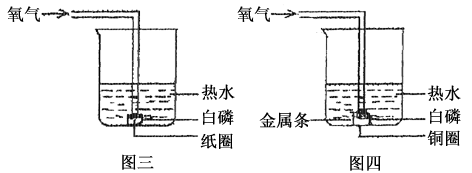 氧气 氧气
热水 热水
白磷 金属条 白磷
纸圈 铜圈
图三 图四